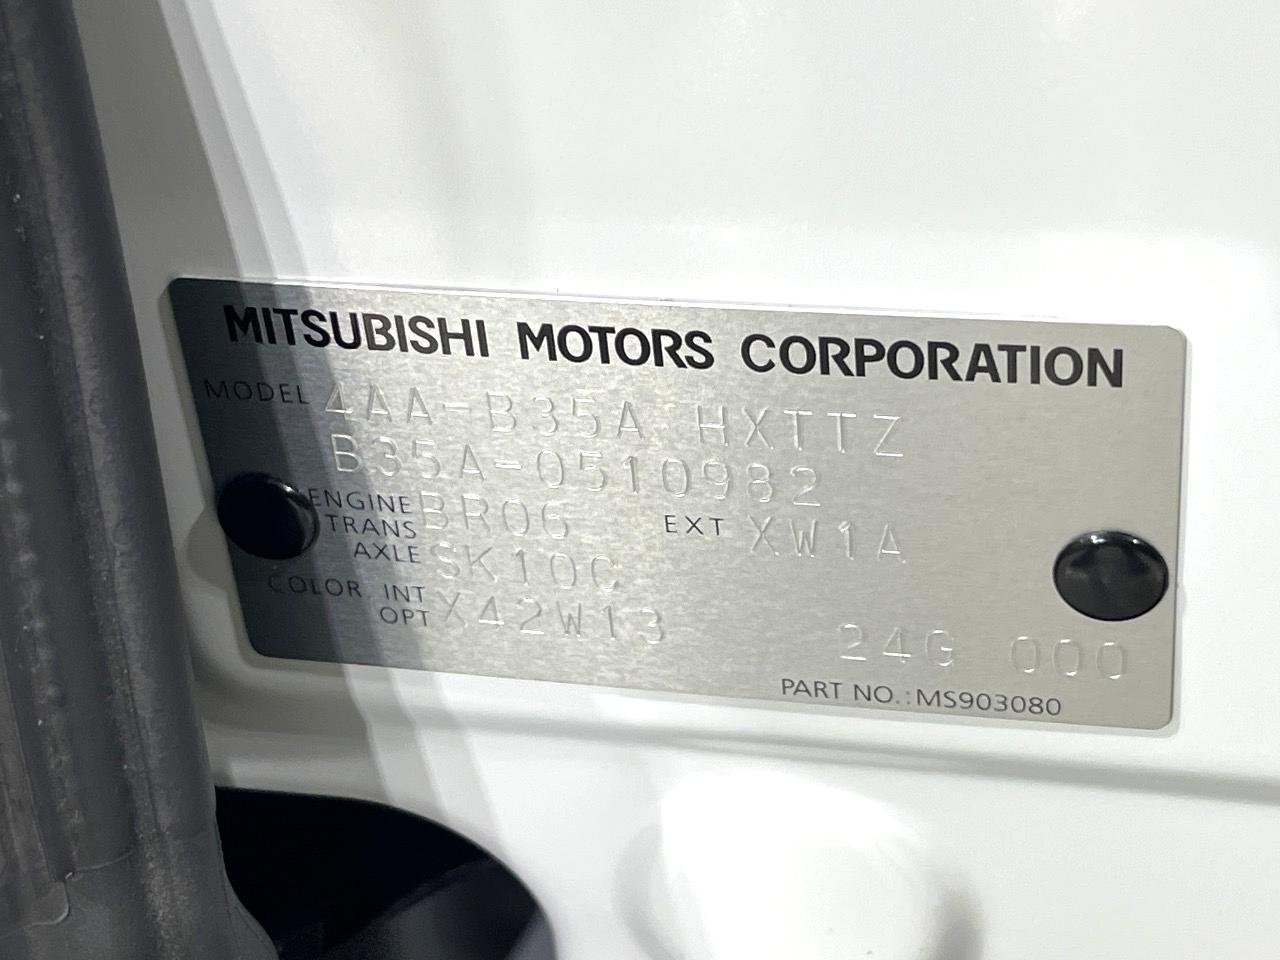 MITSUBISHI MOTORS CORPORATION
MODEL 4AA-B35A HXTTZ
B35A-0510982
ENGINE BR06 EXT XW1A
TRANS
AXLE SK10C
COLOR INT X42W13
OPT
24G 000
PART NO.:MS903080